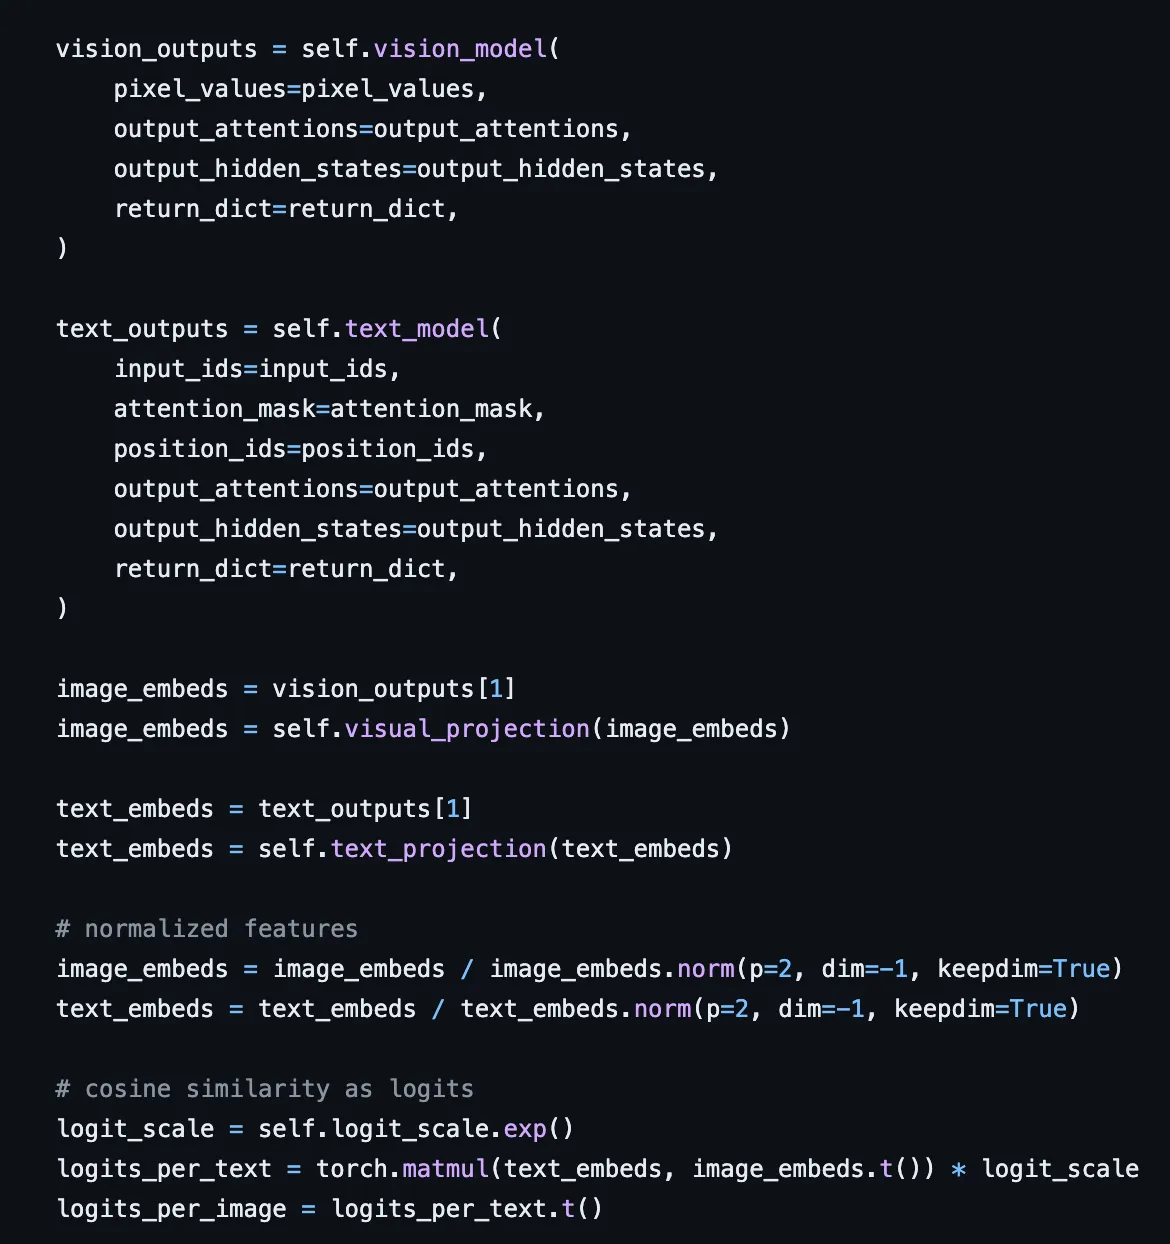 vision_outputs = self.vision_model(
    pixel_values=pixel_values,
    output_attentions=output_attentions,
    output_hidden_states=output_hidden_states,
    return_dict=return_dict,
)

text_outputs = self.text_model(
    input_ids=input_ids,
    attention_mask=attention_mask,
    position_ids=position_ids,
    output_attentions=output_attentions,
    output_hidden_states=output_hidden_states,
    return_dict=return_dict,
)

image_embeds = vision_outputs[1]
image_embeds = self.visual_projection(image_embeds)

text_embeds = text_outputs[1]
text_embeds = self.text_projection(text_embeds)

# normalized features
image_embeds = image_embeds / image_embeds.norm(p=2, dim=-1, keepdim=True)
text_embeds = text_embeds / text_embeds.norm(p=2, dim=-1, keepdim=True)

# cosine similarity as logits
logit_scale = self.logit_scale.exp()
logits_per_text = torch.matmul(text_embeds, image_embeds.t()) * logit_scale
logits_per_image = logits_per_text.t()